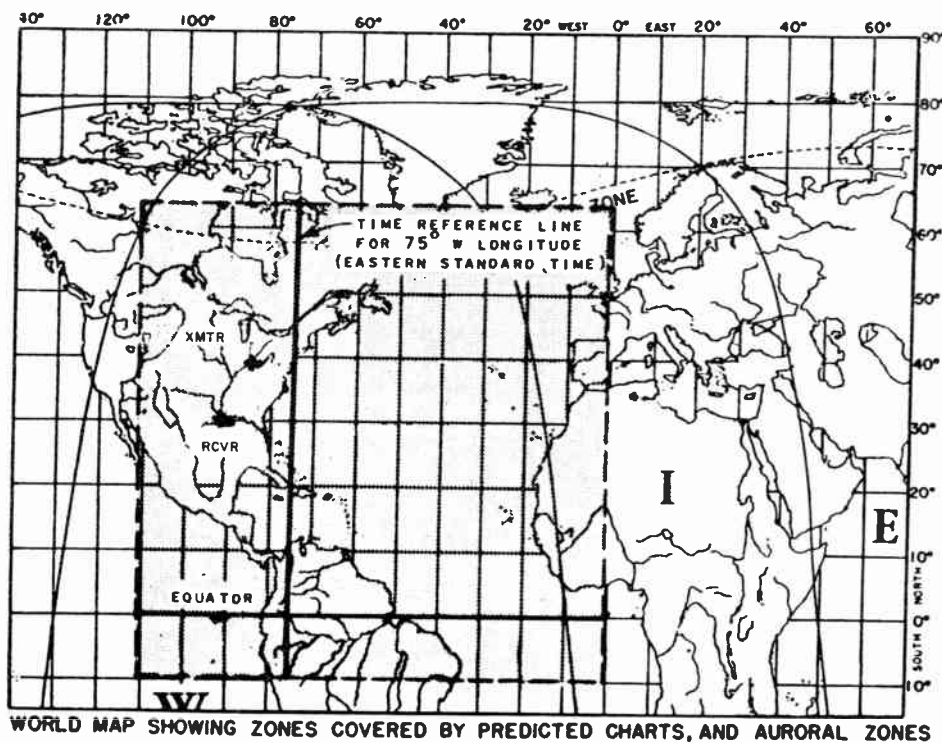 40° 120° 100° 80° 60° 40° 20° WEST 0° EAST 20° 40° 60°
90°
80°
70°
ZONE
TIME REFERENCE LINE
FOR 75° W LONGITUDE
(EASTERN STANDARD TIME)
60°
50°
XMTR
40°
30°
RCVR
I
20°
E
10°
EQUATOR
NORTH
0°
SOUTH
10°
W
WORLD MAP SHOWING ZONES COVERED BY PREDICTED CHARTS, AND AURORAL ZONES